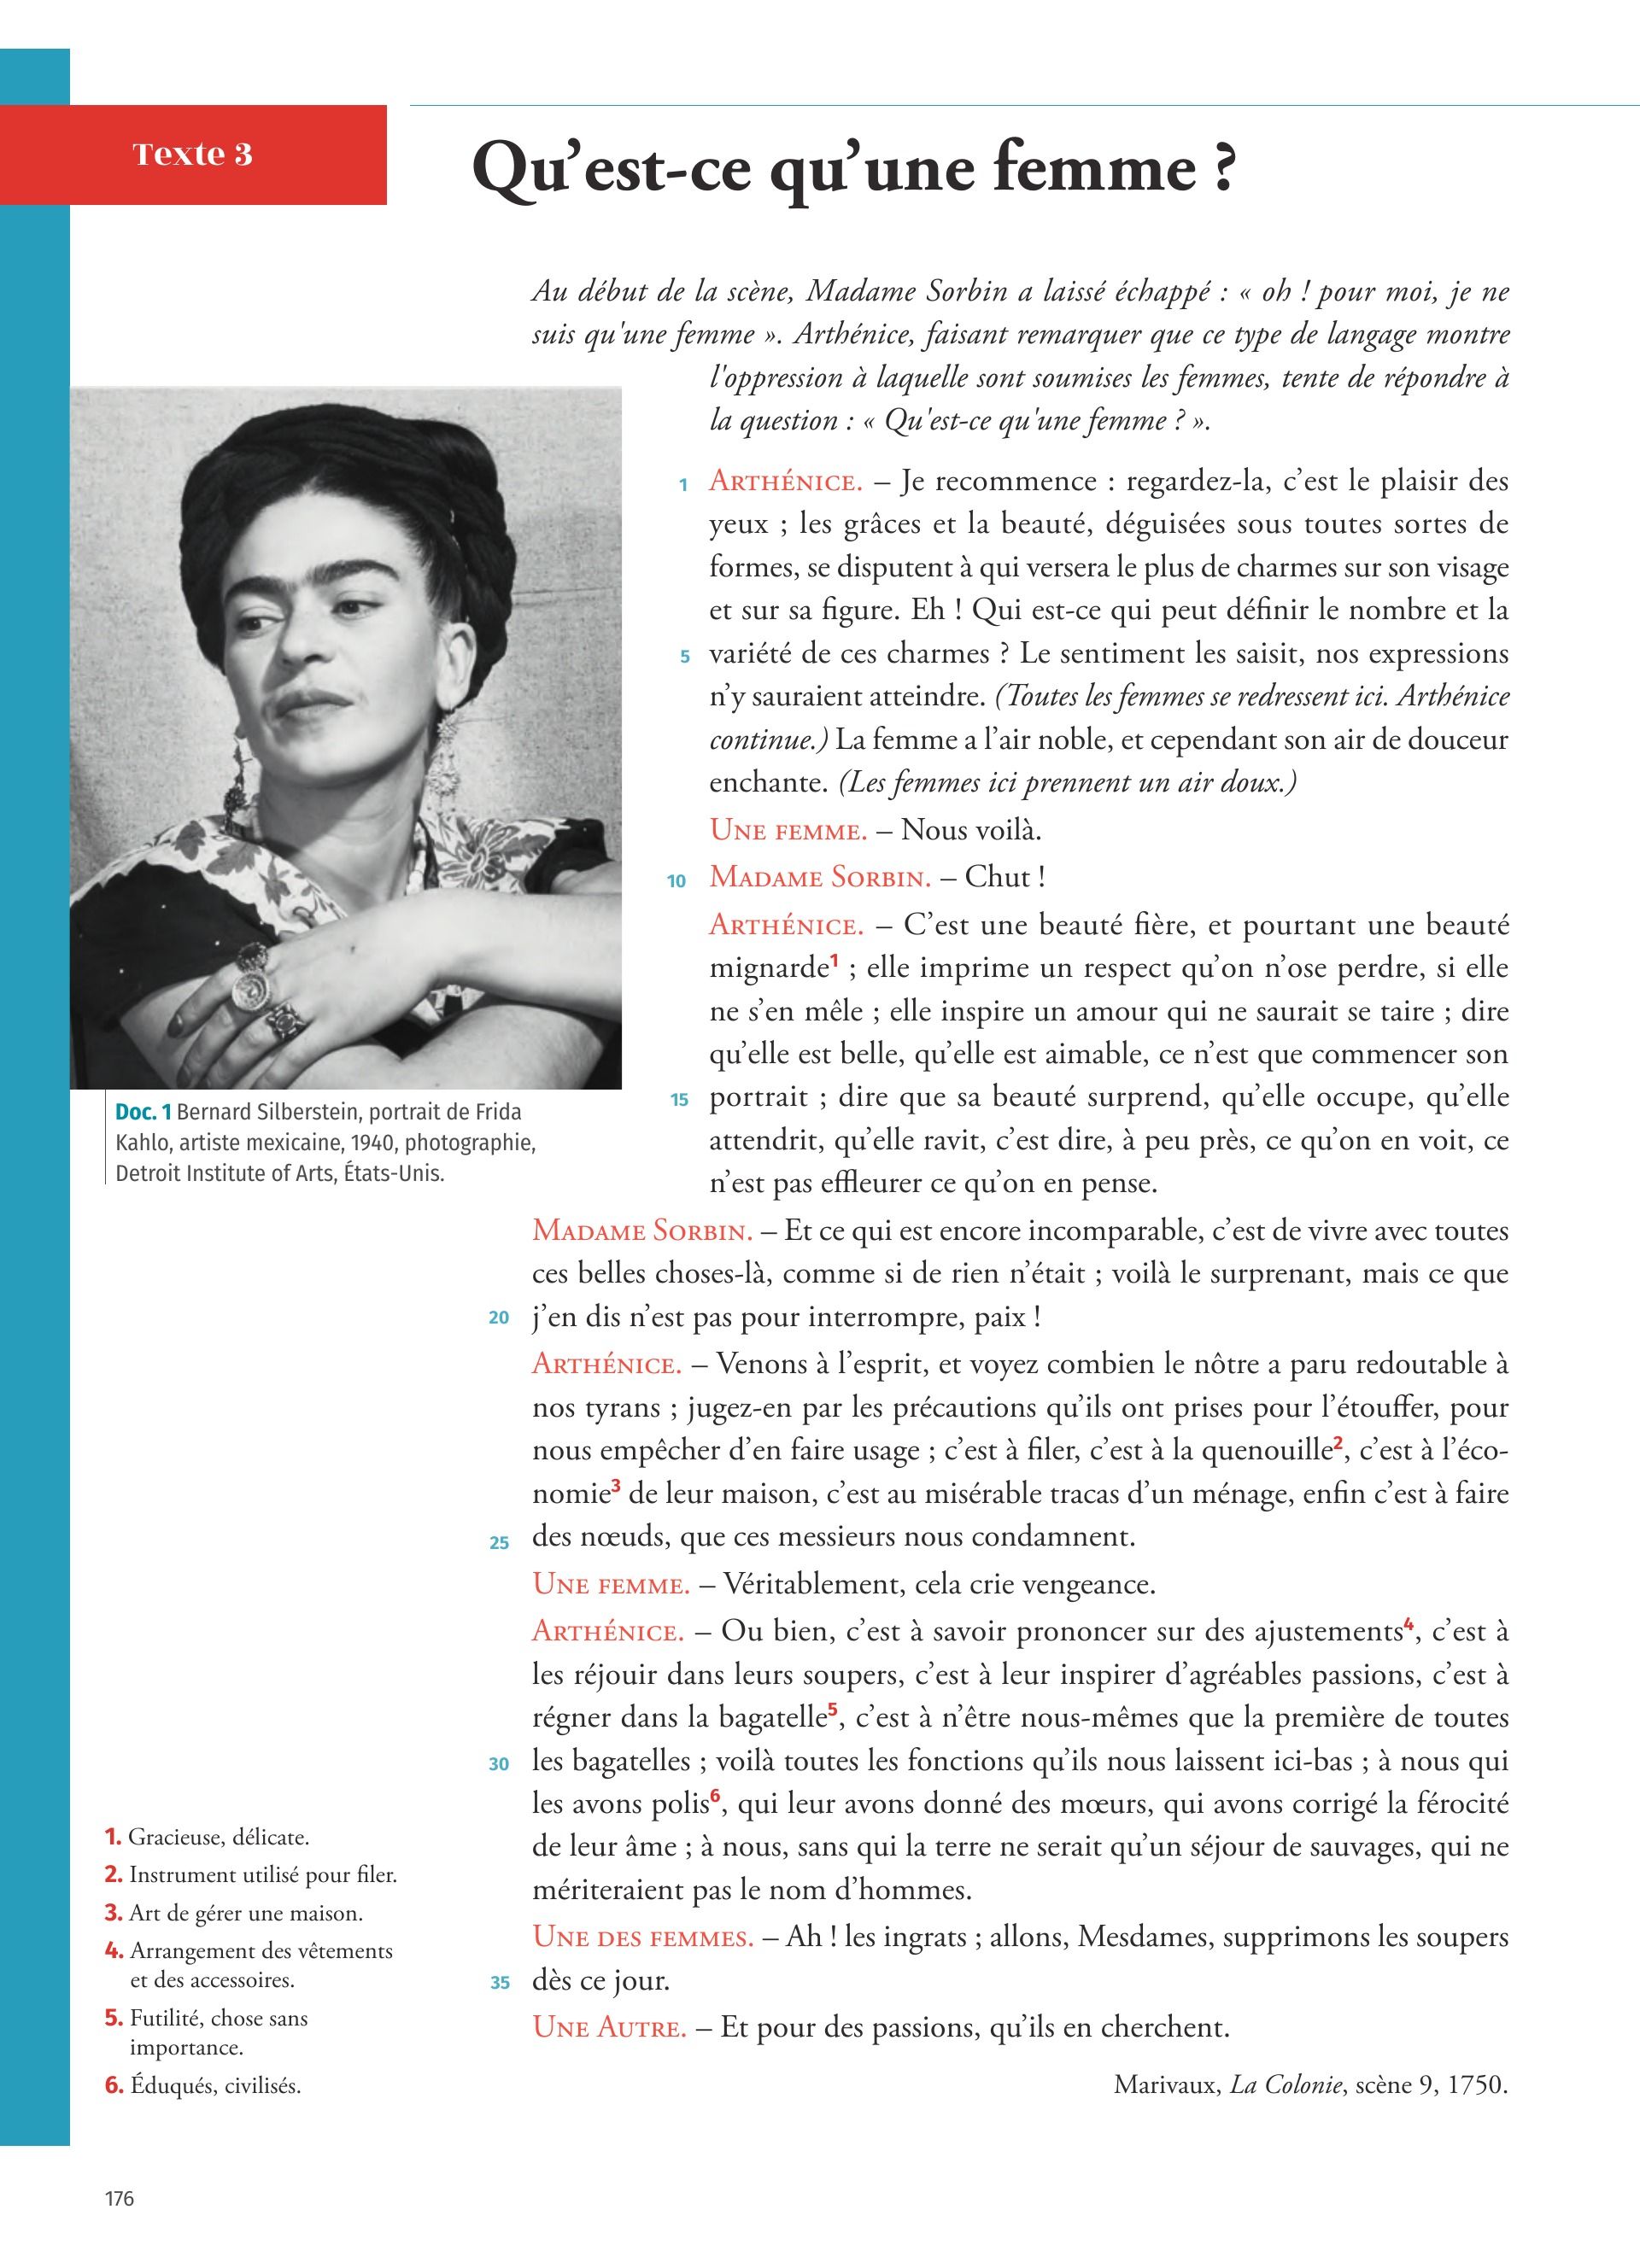 Texte 3
Qu’est-ce qu’une femme ?
Au début de la scène, Madame Sorbin a laissé échappé : « oh ! pour moi, je ne
suis qu'une femme ». Arthénice, faisant remarquer que ce type de langage montre
l'oppression à laquelle sont soumises les femmes, tente de répondre à
la question : « Qu'est-ce qu'une femme ? ».
1 Arthénice. – Je recommence : regardez-la, c’est le plaisir des
yeux ; les grâces et la beauté, déguisées sous toutes sortes de
formes, se disputent à qui versera le plus de charmes sur son visage
et sur sa figure. Eh ! Qui est-ce qui peut définir le nombre et la
5 variété de ces charmes ? Le sentiment les saisit, nos expressions
n’y sauraient atteindre. (Toutes les femmes se redressent ici. Arthénice
continue.) La femme a l’air noble, et cependant son air de douceur
enchante. (Les femmes ici prennent un air doux.)
Une femme. – Nous voilà.
10 Madame Sorbin. – Chut !
Arthénice. – C’est une beauté fière, et pourtant une beauté
mignarde1 ; elle imprime un respect qu’on n’ose perdre, si elle
ne s’en mêle ; elle inspire un amour qui ne saurait se taire ; dire
qu’elle est belle, qu’elle est aimable, ce n’est que commencer son
15 portrait ; dire que sa beauté surprend, qu’elle occupe, qu’elle
attendrit, qu’elle ravit, c’est dire, à peu près, ce qu’on en voit, ce
n’est pas effleurer ce qu’on en pense.
Doc. 1 Bernard Silberstein, portrait de Frida
Kahlo, artiste mexicaine, 1940, photographie,
Detroit Institute of Arts, États-Unis.
Madame Sorbin. – Et ce qui est encore incomparable, c’est de vivre avec toutes
ces belles choses-là, comme si de rien n’était ; voilà le surprenant, mais ce que
20 j’en dis n’est pas pour interrompre, paix !
Arthénice. – Venons à l’esprit, et voyez combien le nôtre a paru redoutable à
nos tyrans ; jugez-en par les précautions qu’ils ont prises pour l’étouffer, pour
nous empêcher d’en faire usage ; c’est à filer, c’est à la quenouille2, c’est à l’éco-
nomie3 de leur maison, c’est au misérable tracas d’un ménage, enfin c’est à faire
25 des nœuds, que ces messieurs nous condamnent.
Une femme. – Véritablement, cela crie vengeance.
Arthénice. – Ou bien, c’est à savoir prononcer sur des ajustements4, c’est à
les réjouir dans leurs soupers, c’est à leur inspirer d’agréables passions, c’est à
régner dans la bagatelle5, c’est à n’être nous-mêmes que la première de toutes
30 les bagatelles ; voilà toutes les fonctions qu’ils nous laissent ici-bas ; à nous qui
les avons polis6, qui leur avons donné des mœurs, qui avons corrigé la férocité
de leur âme ; à nous, sans qui la terre ne serait qu’un séjour de sauvages, qui ne
mériteraient pas le nom d’hommes.
Une des femmes. – Ah ! les ingrats ; allons, Mesdames, supprimons les soupers
35 dès ce jour.
Une Autre. – Et pour des passions, qu’ils en cherchent.
Marivaux, La Colonie, scène 9, 1750.
1. Gracieuse, délicate.
2. Instrument utilisé pour filer.
3. Art de gérer une maison.
4. Arrangement des vêtements
et des accessoires.
5. Futilité, chose sans
importance.
6. Éduqués, civilisés.
176